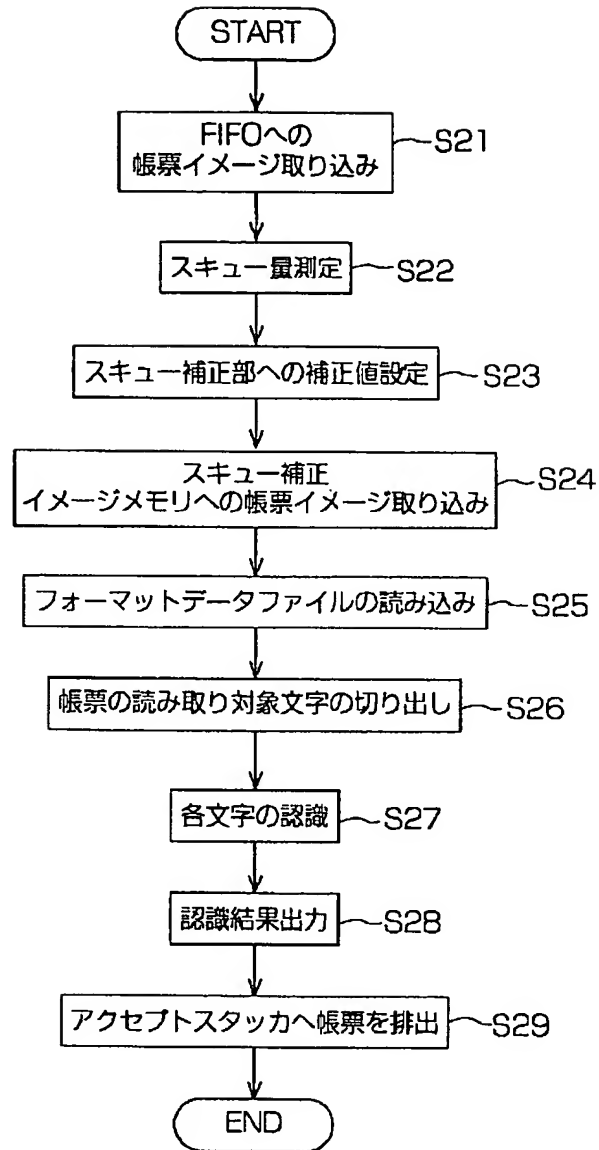 START
FIFOへの
帳票イメージ取り込み
S21
スキュー量測定
S22
スキュー補正部への補正値設定
S23
スキュー補正
イメージメモリへの帳票イメージ取り込み
S24
フォーマットデータファイルの読み込み
S25
帳票の読み取り対象文字の切り出し
S26
各文字の認識
S27
認識結果出力
S28
アクセプトスタッカへ帳票を排出
S29
END